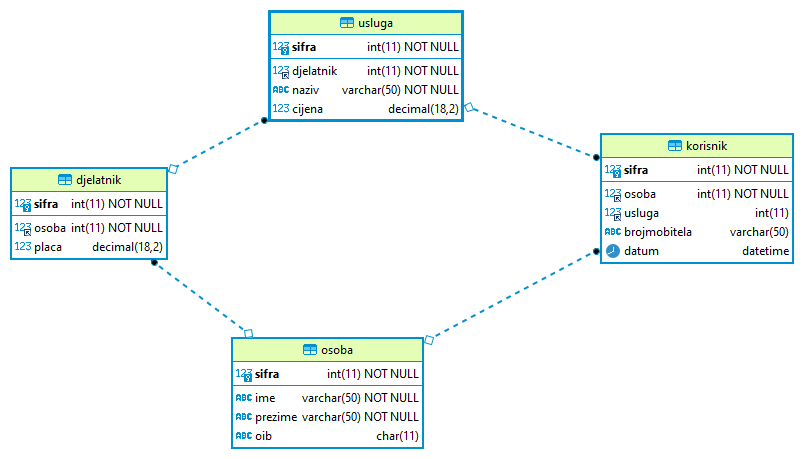 usluga
123 sifra int(11) NOT NULL
123 djelatnik int(11) NOT NULL
ABC naziv varchar(50) NOT NULL
123 cijena decimal(18,2)
korisnik
123 sifra int(11) NOT NULL
123 osoba int(11) NOT NULL
123 usluga int(11)
ABC brojmobitela varchar(50)
datum datetime
djelatnik
123 sifra int(11) NOT NULL
123 osoba int(11) NOT NULL
123 placa decimal(18,2)
osoba
123 sifra int(11) NOT NULL
ABC ime varchar(50) NOT NULL
ABC prezime varchar(50) NOT NULL
ABC oib char(11)